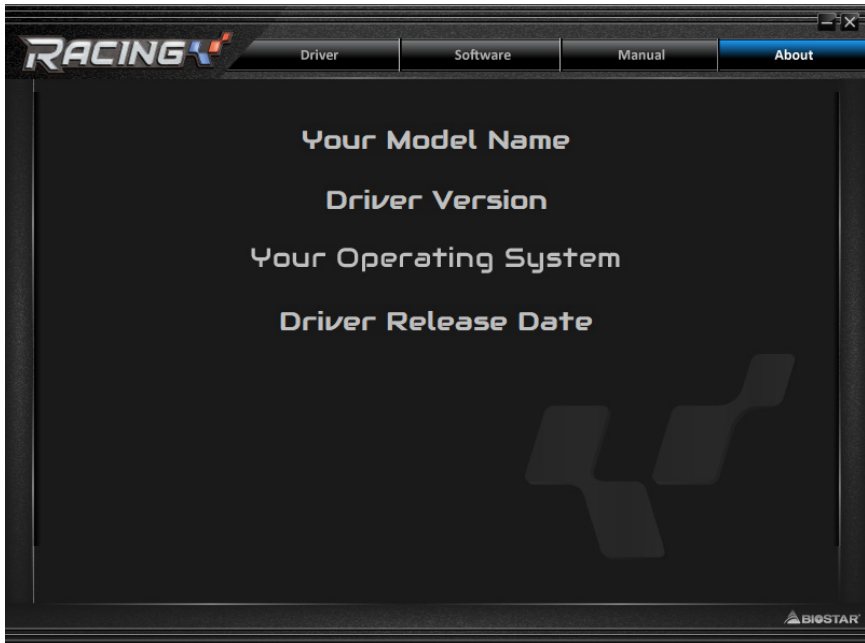 RACING
Driver
Software
Manual
About
Your Model Name
Driver Version
Your Operating System
Driver Release Date
BIOSTAR